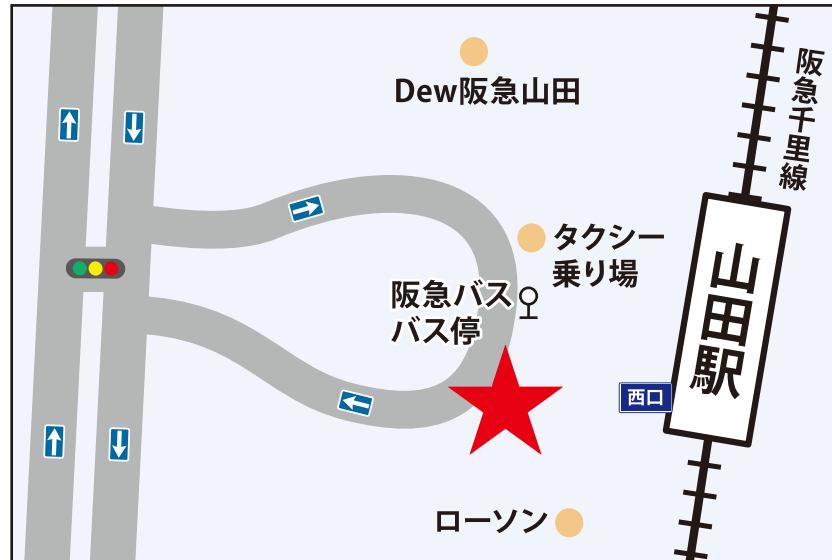 Dew阪急山田
阪急千里線
タクシー
乗り場
阪急バス
バス停
山田駅
西口
ローソン